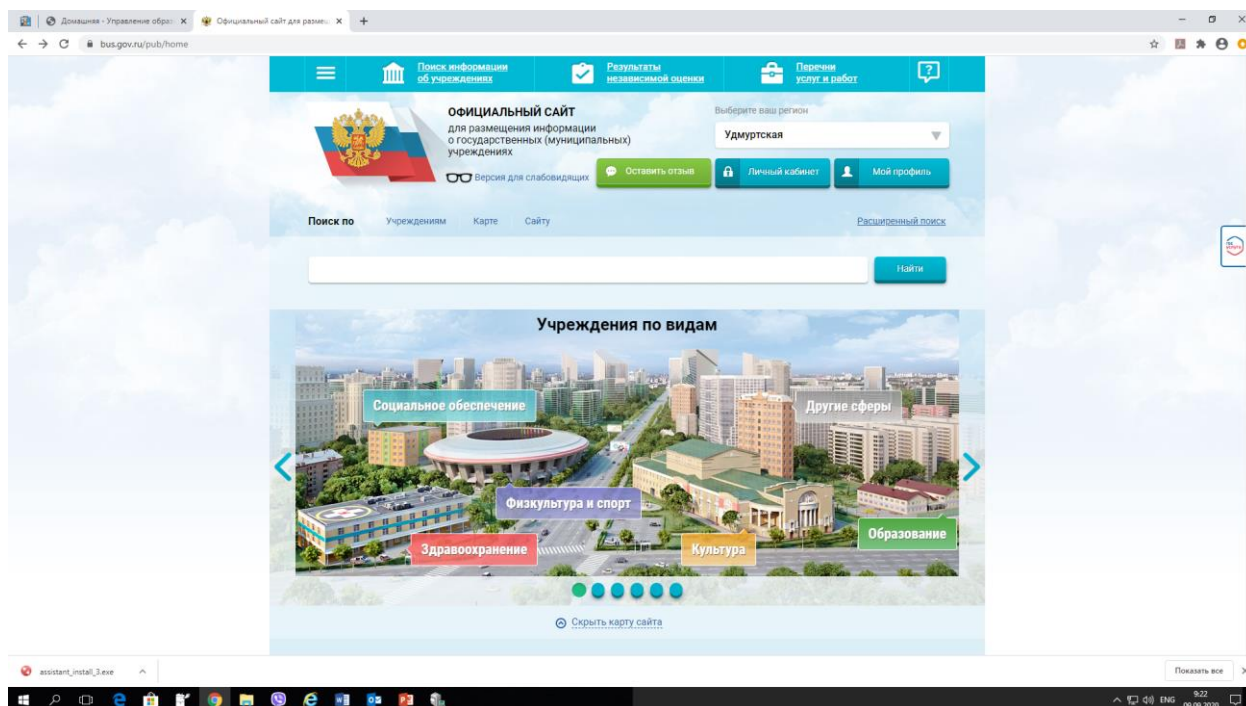 Домашняя - Управление образ
Официальный сайт для размещ
bus.gov.ru/pub/home
Поиск информации
об учреждениях
Результаты
независимой оценки
Перечни
услуг и работ
ОФИЦИАЛЬНЫЙ САЙТ
для размещения информации
о государственных (муниципальных)
учреждениях
Версия для слабовидящих
Оставить отзыв
Выберите ваш регион
Удмуртская
Личный кабинет
Мой профиль
Поиск по Учреждениям Карте Сайту Расширенный поиск
Найти
Учреждения по видам
Социальное обеспечение
Другие сферы
Физкультура и спорт
Образование
Здравоохранение
Культура
Скрыть карту сайта
assistant_install_3.exe
Показать все
ENG
9:22
09.09.2020